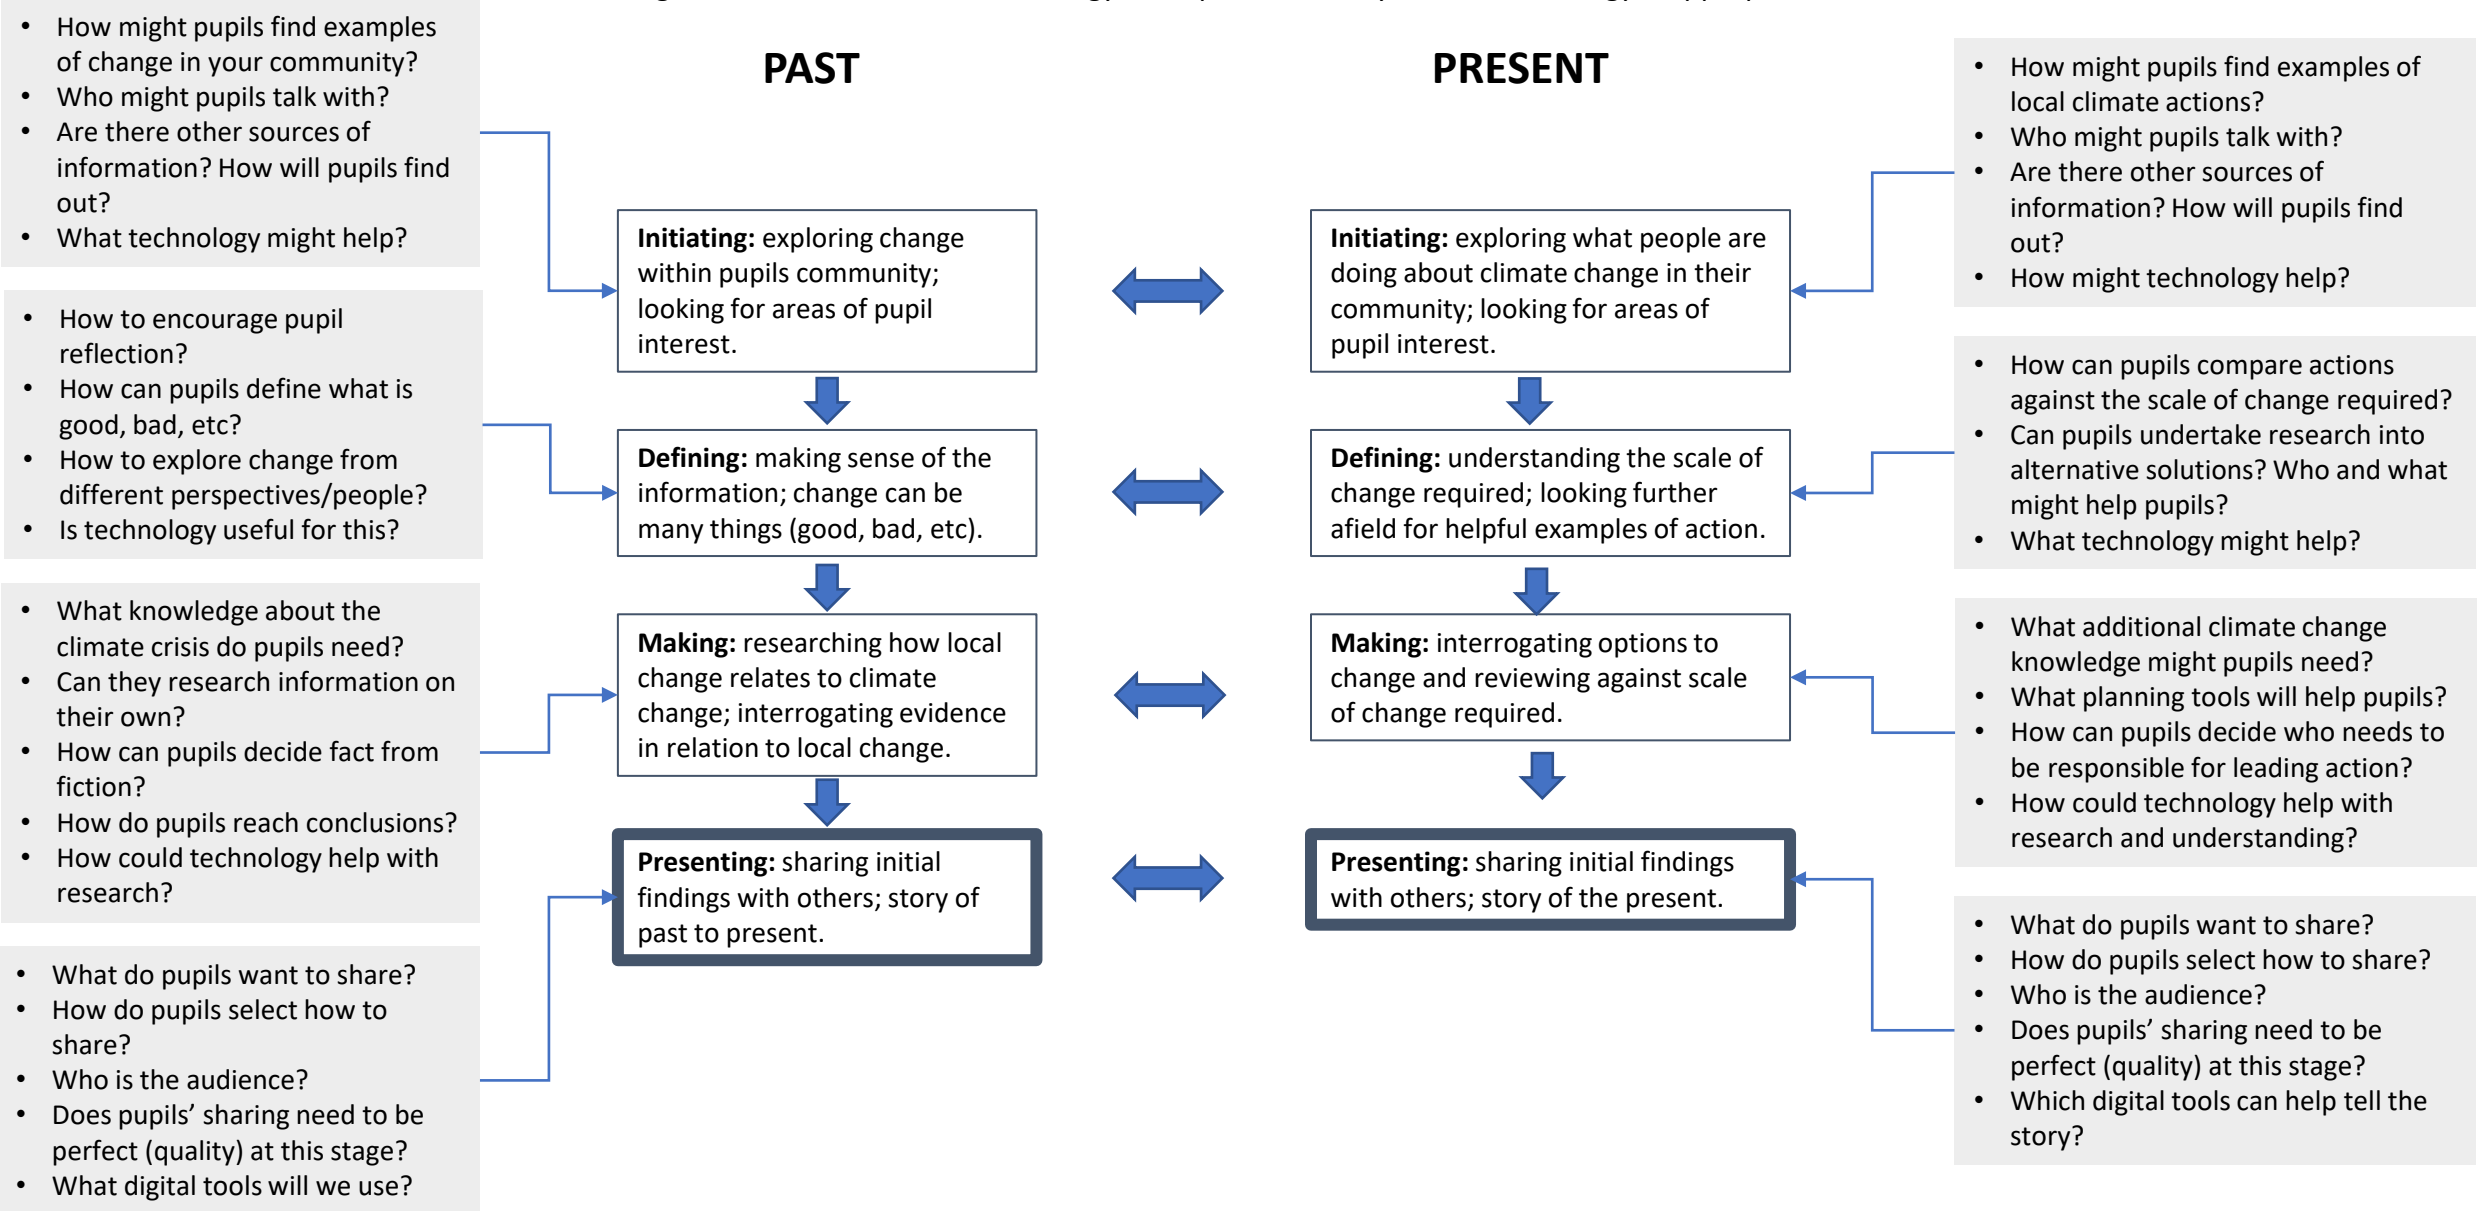 PAST
PRESENT
• How might pupils find examples
of change in your community?
• Who might pupils talk with?
• Are there other sources of
information? How will pupils find
out?
• What technology might help?
• How to encourage pupil
reflection?
• How can pupils define what is
good, bad, etc?
• How to explore change from
different perspectives/people?
• Is technology useful for this?
• What knowledge about the
climate crisis do pupils need?
• Can they research information on
their own?
• How can pupils decide fact from
fiction?
• How do pupils reach conclusions?
• How could technology help with
research?
• What do pupils want to share?
• How do pupils select how to
share?
• Who is the audience?
• Does pupils’ sharing need to be
perfect (quality) at this stage?
• What digital tools will we use?
Initiating: exploring change
within pupils community;
looking for areas of pupil
interest.
Defining: making sense of the
information; change can be
many things (good, bad, etc).
Making: researching how local
change relates to climate
change; interrogating evidence
in relation to local change.
Presenting: sharing initial
findings with others; story of
past to present.
Initiating: exploring what people are
doing about climate change in their
community; looking for areas of
pupil interest.
Defining: understanding the scale of
change required; looking further
afield for helpful examples of action.
Making: interrogating options to
change and reviewing against scale
of change required.
Presenting: sharing initial findings
with others; story of the present.
• How might pupils find examples of
local climate actions?
• Who might pupils talk with?
• Are there other sources of
information? How will pupils find
out?
• How might technology help?
• How can pupils compare actions
against the scale of change required?
• Can pupils undertake research into
alternative solutions? Who and what
might help pupils?
• What technology might help?
• What additional climate change
knowledge might pupils need?
• What planning tools will help pupils?
• How can pupils decide who needs to
be responsible for leading action?
• How could technology help with
research and understanding?
• What do pupils want to share?
• How do pupils select how to share?
• Who is the audience?
• Does pupils’ sharing need to be
perfect (quality) at this stage?
• Which digital tools can help tell the
story?